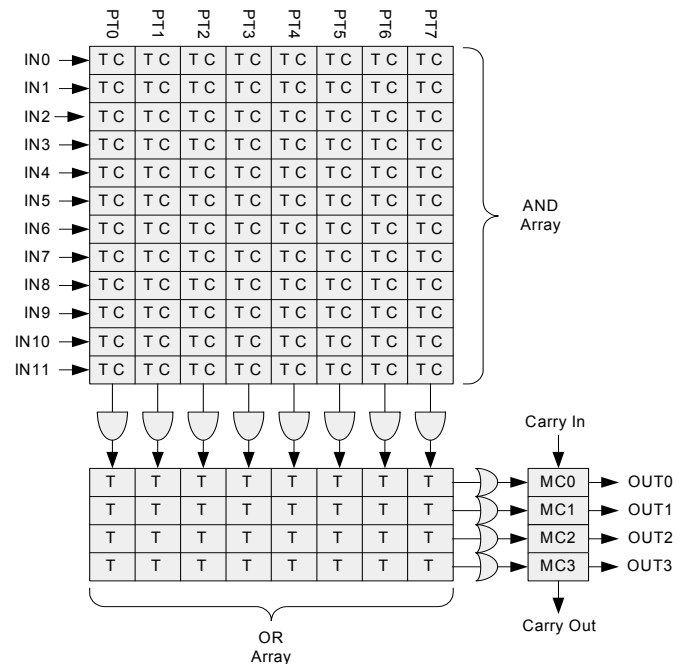 PT0 PT1 PT2 PT3 PT4 PT5 PT6 PT7
IN0 T C T C T C T C T C T C T C T C
IN1 T C T C T C T C T C T C T C T C
IN2 T C T C T C T C T C T C T C T C
IN3 T C T C T C T C T C T C T C T C
IN4 T C T C T C T C T C T C T C T C
IN5 T C T C T C T C T C T C T C T C
IN6 T C T C T C T C T C T C T C T C
IN7 T C T C T C T C T C T C T C T C
IN8 T C T C T C T C T C T C T C T C
IN9 T C T C T C T C T C T C T C T C
IN10 T C T C T C T C T C T C T C T C
IN11 T C T C T C T C T C T C T C T C
AND
Array
Carry In
T T T T T T T T MC0 OUT0
T T T T T T T T MC1 OUT1
T T T T T T T T MC2 OUT2
T T T T T T T T MC3 OUT3
Carry Out
OR
Array